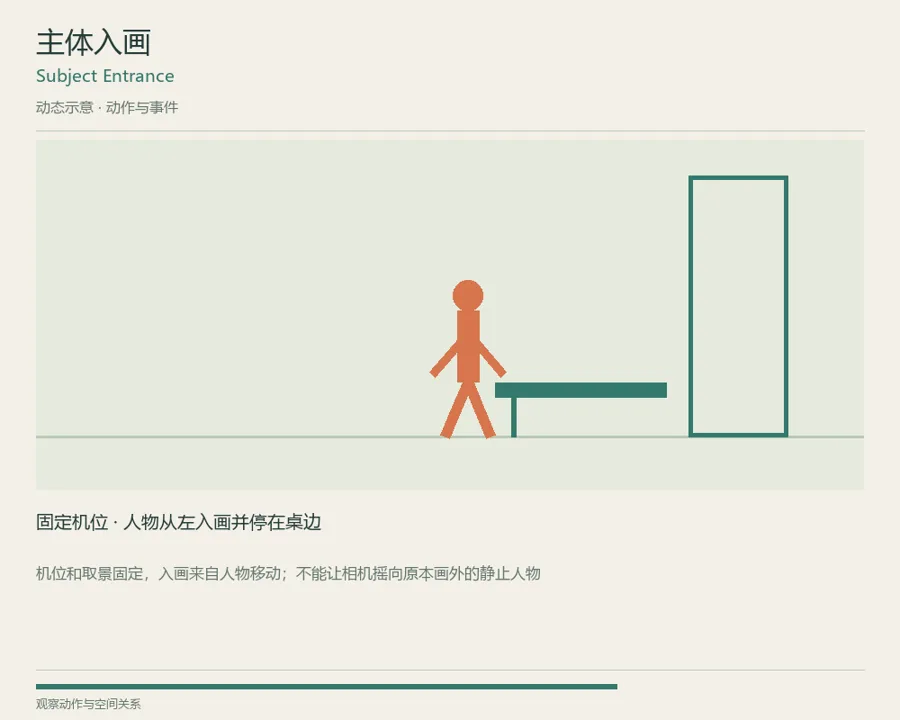 主体入画
Subject Entrance
动态示意 · 动作与事件
固定机位 · 人物从左入画并停在桌边
机位和取景固定，入画来自人物移动；不能让相机摇向原本画外的静止人物
观察动作与空间关系